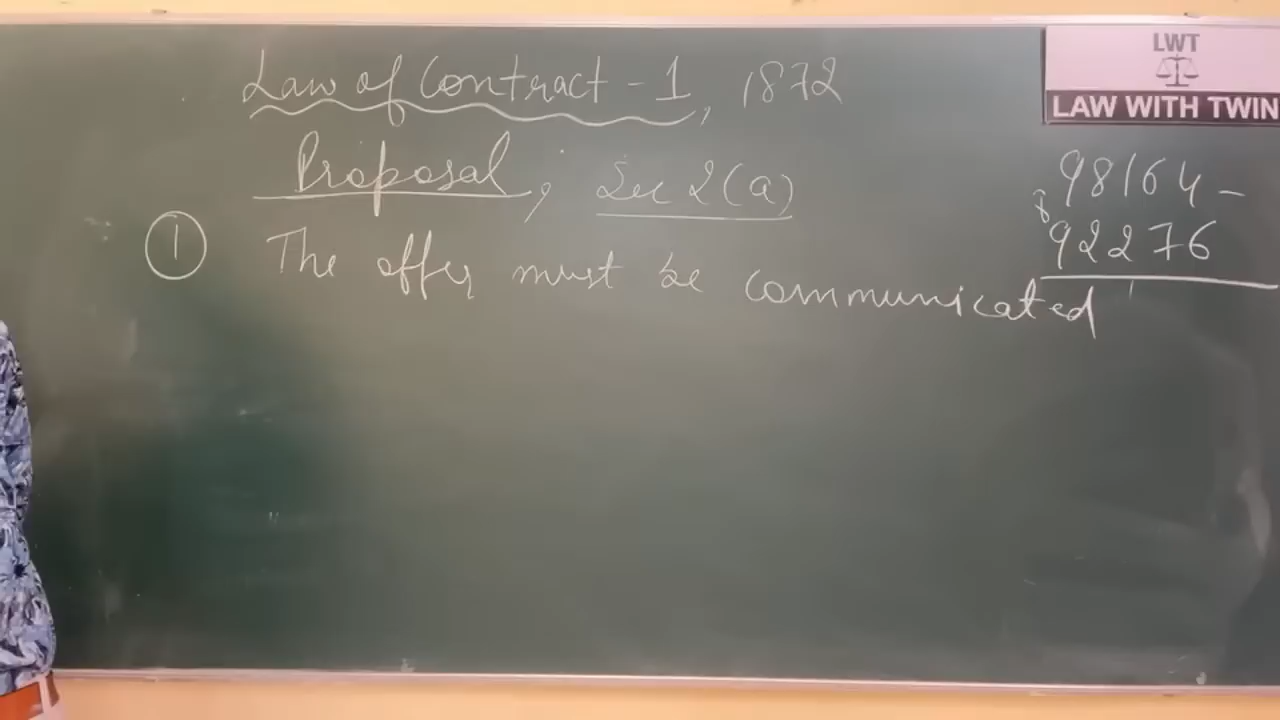 Law of Contract - 1, 1872
Proposal, Sec 2(a)
1 The offer must be communicated
LWT
LAW WITH TWIN
98164-
92276